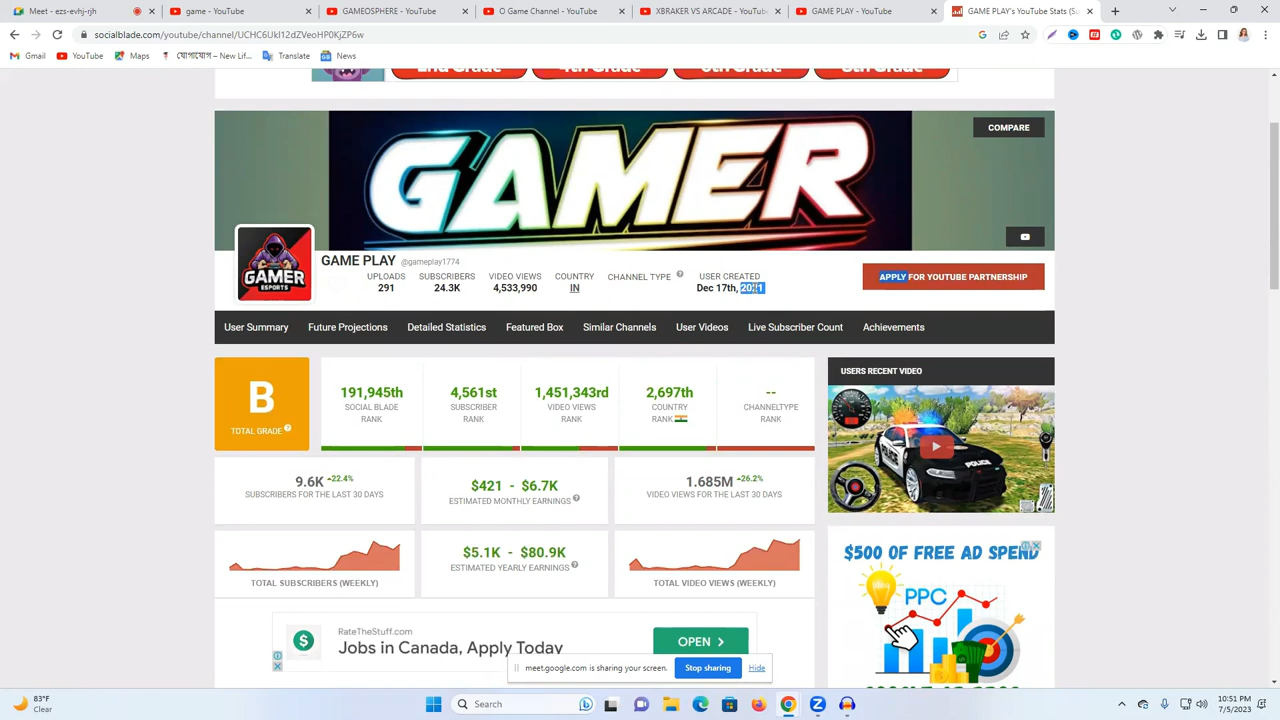 Meet - ezs-evhj-rjh
game - YouTube
GAMEOSPHERE - YouTube
O Game Channel - YouTube
XBRAKER VS ARCADE - YouTube
GAME PLAY - YouTube
GAME PLAY's YouTube Stats (Su
socialblade.com/youtube/channel/
Gmail
YouTube
Maps
যোগাযোগ – New Lin...
Translate
News
COMPARE
GAMER
GAMER
ESPORTS
GAME PLAY @gameplay1774
UPLOADS
291
SUBSCRIBERS
24.3K
VIDEO VIEWS
4,533,990
COUNTRY
IN
CHANNEL TYPE
USER CREATED
Dec 17th, 2021
APPLY FOR YOUTUBE PARTNERSHIP
User Summary
Future Projections
Detailed Statistics
Featured Box
Similar Channels
User Videos
Live Subscriber Count
Achievements
B
TOTAL GRADE
191,945th
SOCIAL BLADE
RANK
4,561st
SUBSCRIBER
RANK
1,451,343rd
VIDEO VIEWS
RANK
2,697th
COUNTRY
RANK
--
CHANNELTYPE
RANK
USERS RECENT VIDEO
POLICE
POLICE
9.6K +22.4%
SUBSCRIBERS FOR THE LAST 30 DAYS
$421 - $6.7K
ESTIMATED MONTHLY EARNINGS
1.685M +26.2%
VIDEO VIEWS FOR THE LAST 30 DAYS
TOTAL SUBSCRIBERS (WEEKLY)
$5.1K - $80.9K
ESTIMATED YEARLY EARNINGS
TOTAL VIDEO VIEWS (WEEKLY)
$500 OF FREE AD SPEND
PPC
RateTheStuff.com
Jobs in Canada, Apply Today
OPEN
meet.google.com is sharing your screen.
Stop sharing
Hide
83°F
Clear
Search
10:51 PM
7/5/2023